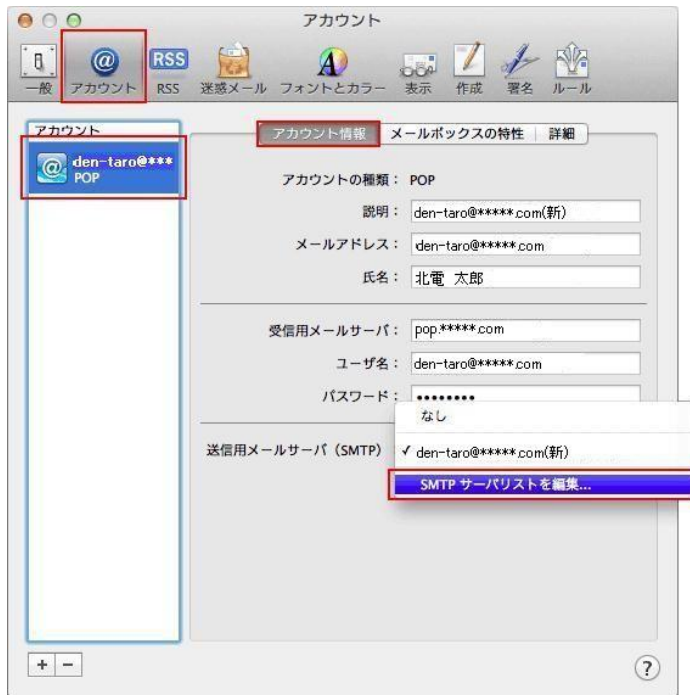 アカウント
RSS
一般 アカウント RSS 迷惑メール フォントとカラー 表示 作成 署名 ルール
アカウント
den-taro@***
POP
アカウント情報 メールボックスの特性 詳細
アカウントの種類： POP
説明： den-taro@*****.com(新)
メールアドレス： den-taro@*****.com
氏名： 北電 太郎
受信用メールサーバ： pop.*****.com
ユーザ名： den-taro@*****.com
パスワード： ••••••••
なし
送信用メールサーバ（SMTP） ✓ den-taro@*****.com(新)
SMTP サーバリストを編集...
+ −
?